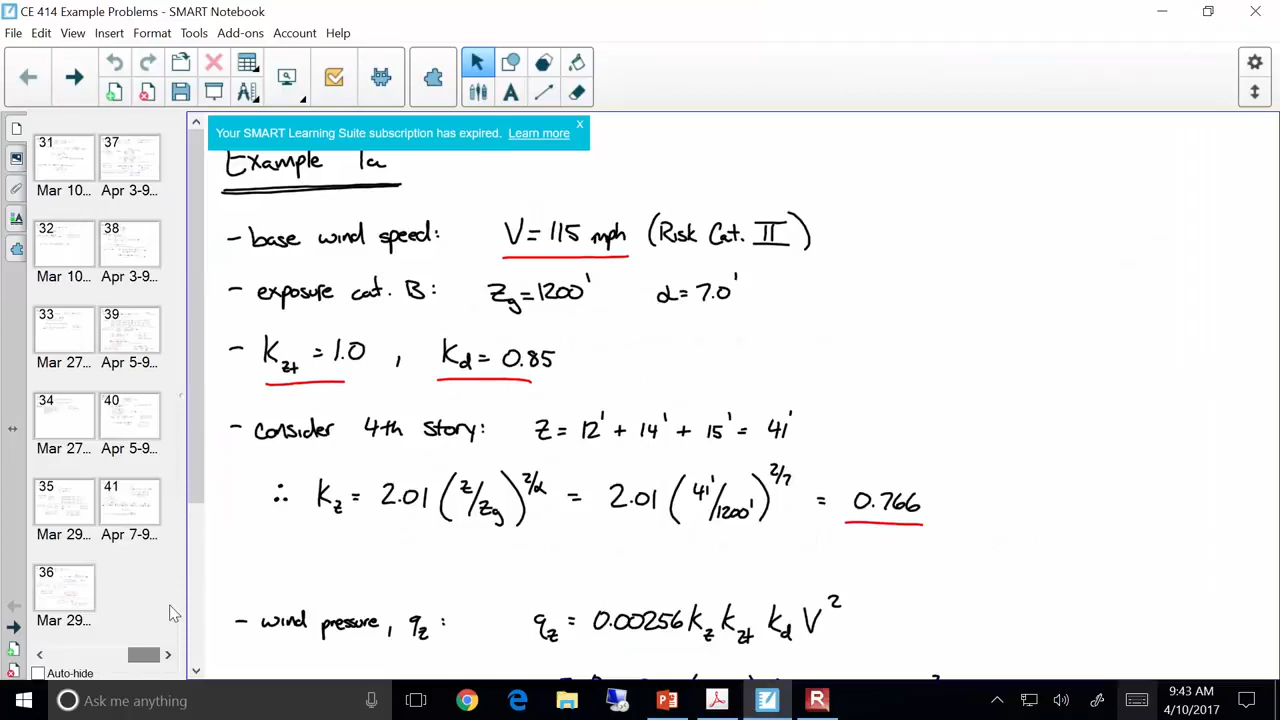 CE 414 Example Problems - SMART Notebook
File Edit View Insert Format Tools Add-ons Account Help
Your SMART Learning Suite subscription has expired. Learn more x
Example 1a
- base wind speed: V = 115 mph (Risk Cat. II)
- exposure cat. B: Zg = 1200' α = 7.0'
- Kzt = 1.0 , Kd = 0.85
- consider 4th story: Z = 12' + 14' + 15' = 41'
∴ Kz = 2.01 (z/zg)^2/α = 2.01 (41'/1200')^2/7 = 0.766
- wind pressure, qz : qz = 0.00256 Kz Kzt Kd V^2
31 37
Mar 10... Apr 3-9...
32 38
Mar 10... Apr 3-9...
33 39
Mar 27... Apr 5-9...
34 40
Mar 27... Apr 5-9...
35 41
Mar 29... Apr 7-9...
36
Mar 29...
Auto-hide
Ask me anything
9:43 AM
4/10/2017